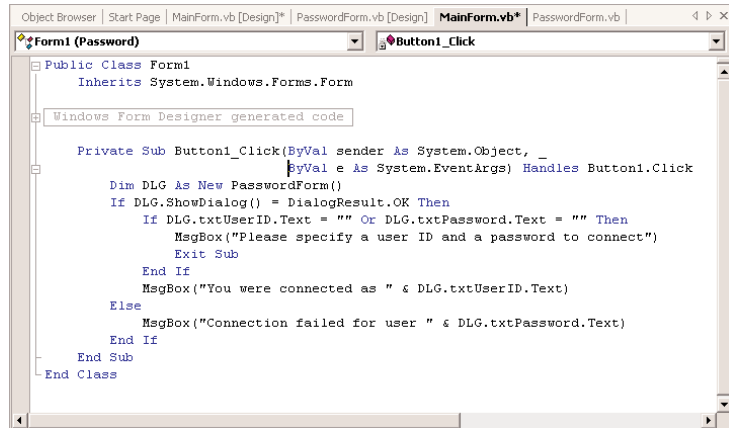 Object Browser | Start Page | MainForm.vb [Design]* | PasswordForm.vb [Design] MainForm.vb* PasswordForm.vb |
Form1 (Password) Button1_Click
Public Class Form1
Inherits System.Windows.Forms.Form
Windows Form Designer generated code
Private Sub Button1_Click(ByVal sender As System.Object, _
ByVal e As System.EventArgs) Handles Button1.Click
Dim DLG As New PasswordForm()
If DLG.ShowDialog() = DialogResult.OK Then
If DLG.txtUserID.Text = "" Or DLG.txtPassword.Text = "" Then
MsgBox("Please specify a user ID and a password to connect")
Exit Sub
End If
MsgBox("You were connected as " & DLG.txtUserID.Text)
Else
MsgBox("Connection failed for user " & DLG.txtPassword.Text)
End If
End Sub
End Class